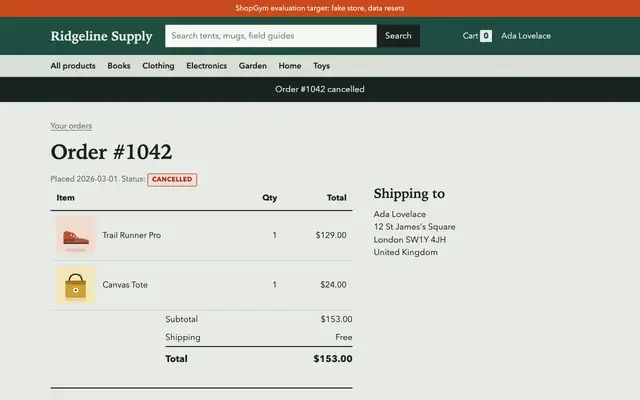 ShopGym evaluation target: fake store, data resets
Ridgeline Supply
Search tents, mugs, field guides
Search
Cart 0
Ada Lovelace
All products Books Clothing Electronics Garden Home Toys
Order #1042 cancelled
Your orders
Order #1042
Placed 2026-03-01. Status: CANCELLED
Item Qty Total
Trail Runner Pro 1 $129.00
Canvas Tote 1 $24.00
Subtotal $153.00
Shipping Free
Total $153.00
Shipping to
Ada Lovelace
12 St James's Square
London SW1Y 4JH
United Kingdom